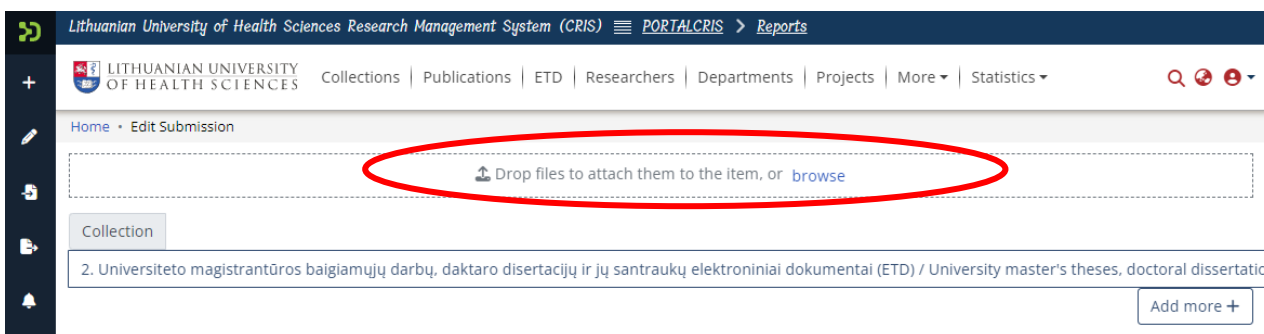 Lithuanian University of Health Sciences Research Management System (CRIS) PORTALCRIS > Reports
LITHUANIAN UNIVERSITY
OF HEALTH SCIENCES
Collections | Publications | ETD | Researchers | Departments | Projects | More | Statistics
Home • Edit Submission
Drop files to attach them to the item, or browse
Collection
2. Universiteto magistrantūros baigiamųjų darbų, daktaro disertacijų ir jų santraukų elektroniniai dokumentai (ETD) / University master's theses, doctoral dissertatio
Add more +